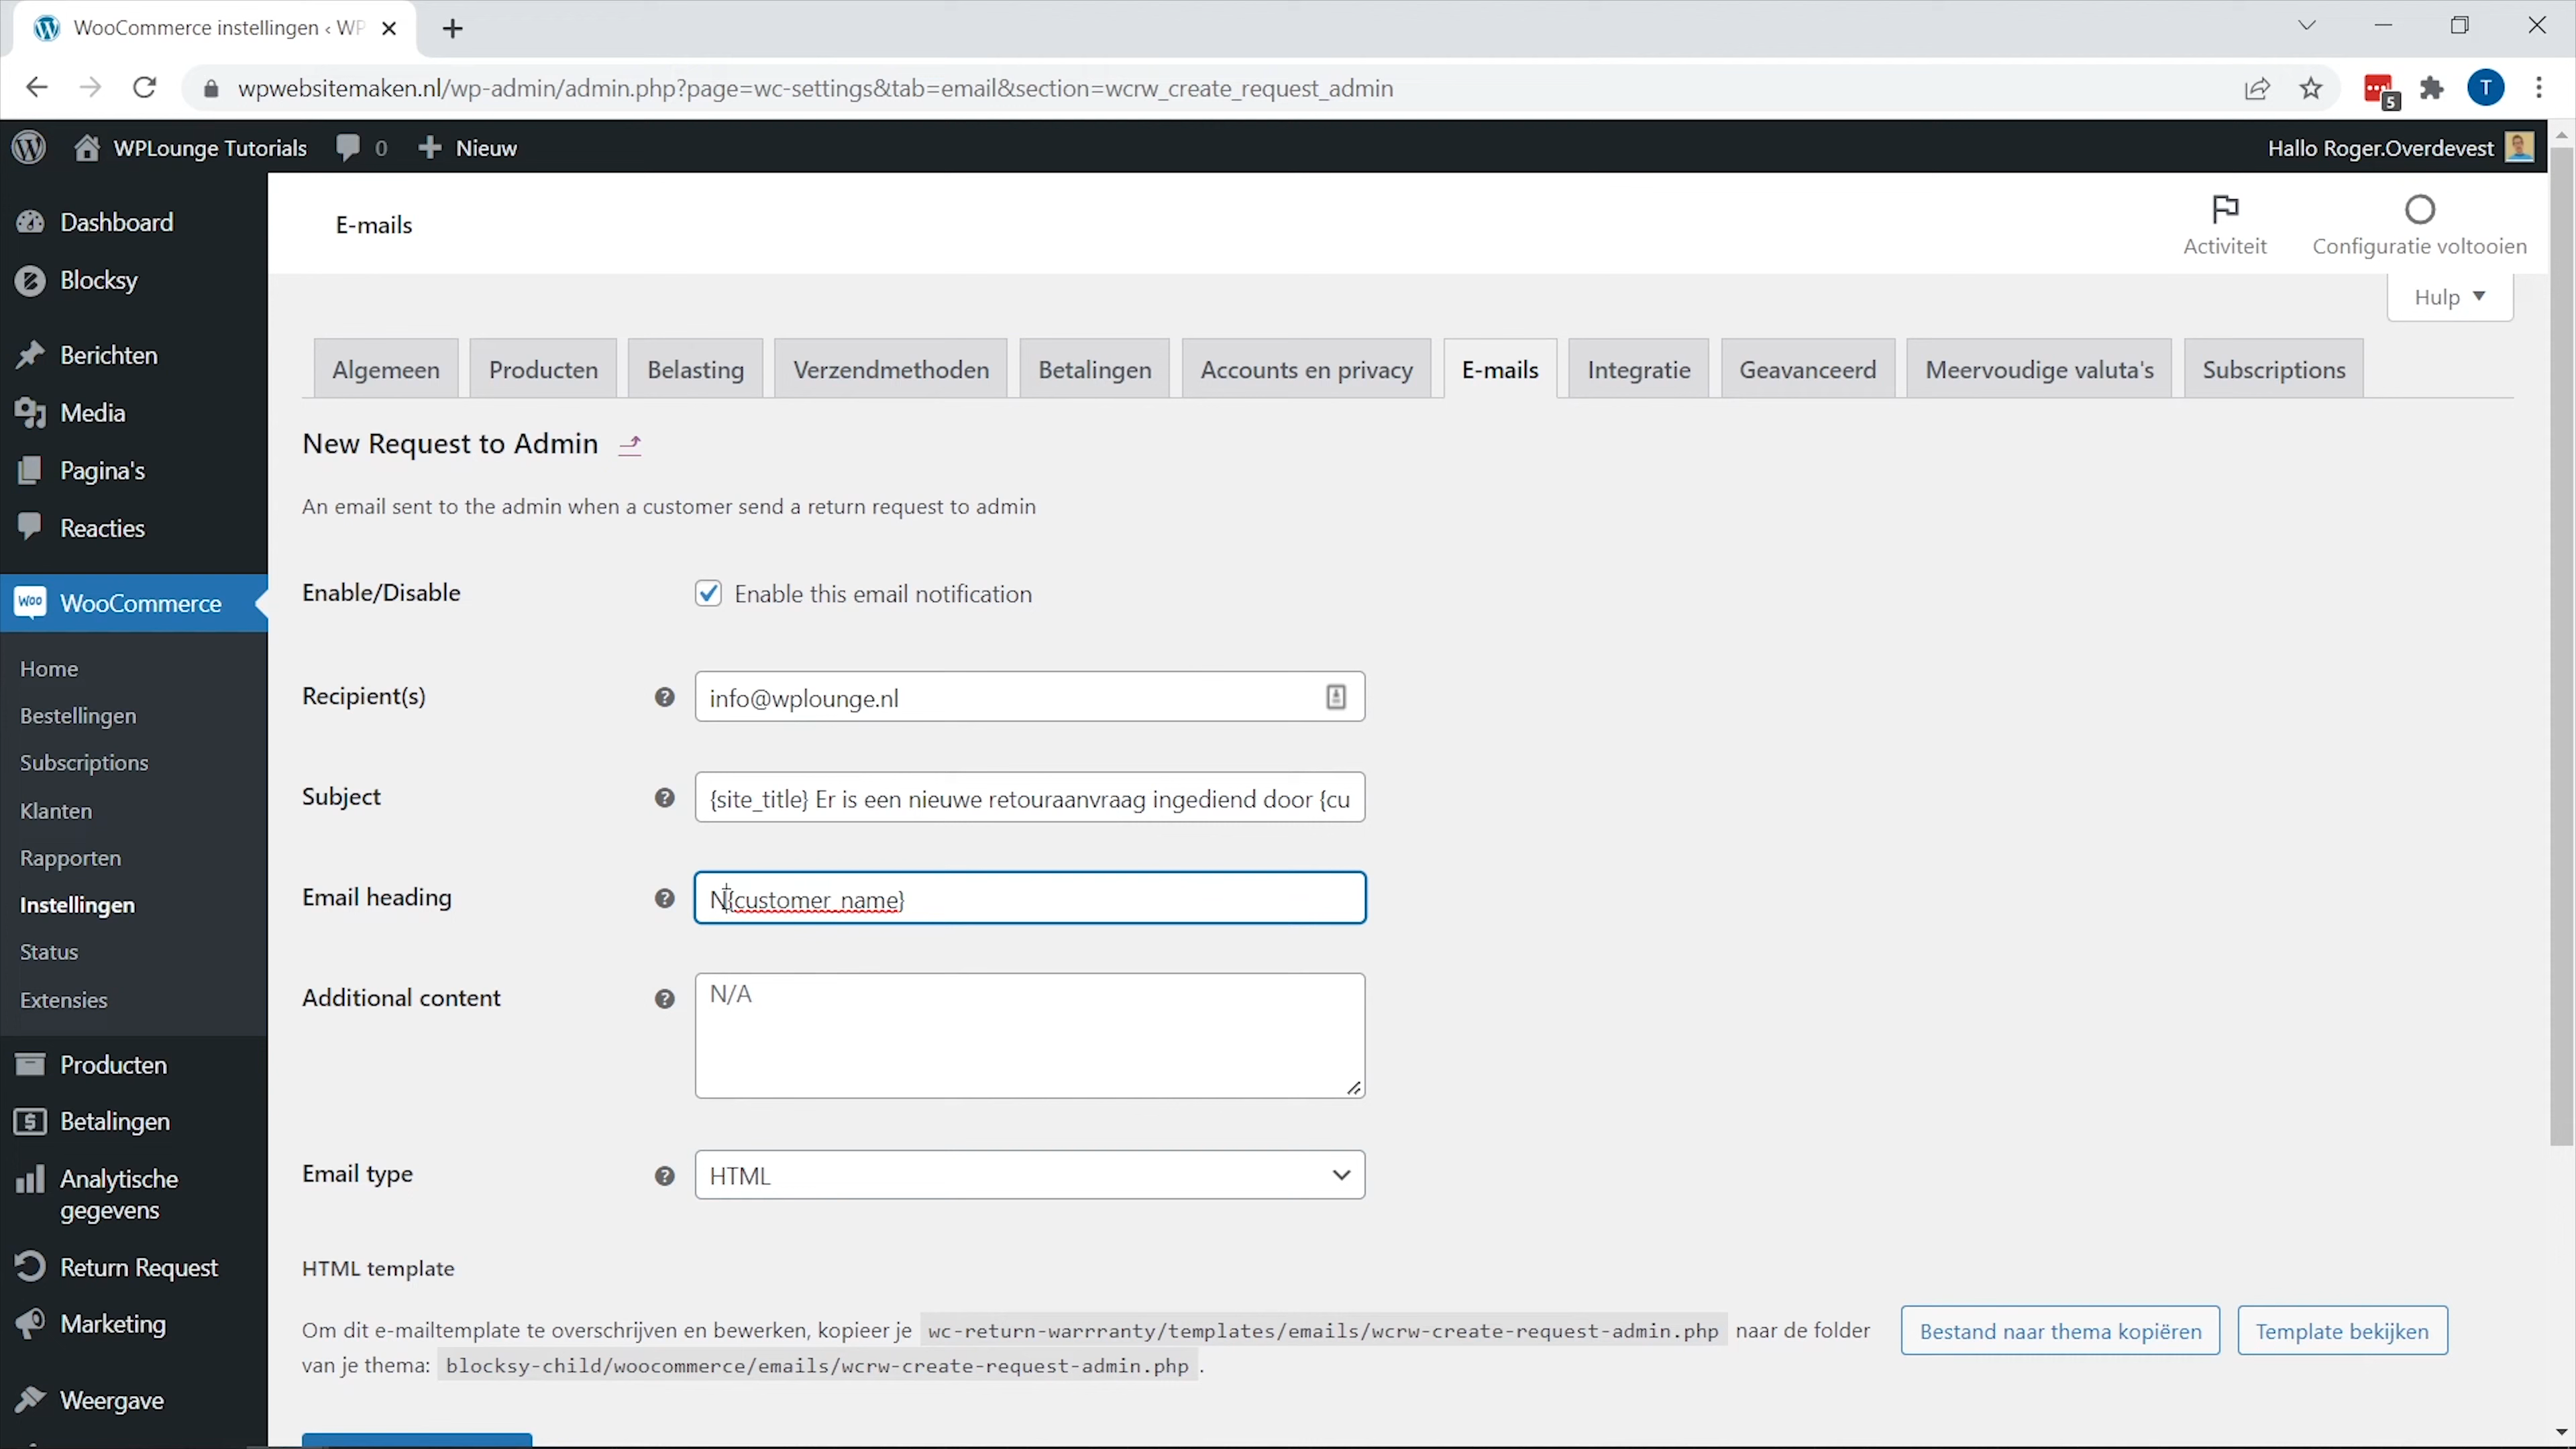 WooCommerce instellingen ‹ WP
wpwebsitemaken.nl/wp-admin/admin.php?page=wc-settings&tab=email&section=wcrw_create_request_admin
5
T
WPLounge Tutorials
0
Nieuw
Hallo Roger.Overdevest
Dashboard
Blocksy
Berichten
Media
Pagina's
Reacties
Woo WooCommerce
Home
Bestellingen
Subscriptions
Klanten
Rapporten
Instellingen
Status
Extensies
Producten
Betalingen
Analytische
gegevens
Return Request
Marketing
Weergave
E-mails
Activiteit
Configuratie voltooien
Hulp
Algemeen
Producten
Belasting
Verzendmethoden
Betalingen
Accounts en privacy
E-mails
Integratie
Geavanceerd
Meervoudige valuta's
Subscriptions
New Request to Admin
An email sent to the admin when a customer send a return request to admin
Enable/Disable
Enable this email notification
Recipient(s)
info@wplounge.nl
Subject
{site_title} Er is een nieuwe retouraanvraag ingediend door {cu
Email heading
N{customer_name}
Additional content
N/A
Email type
HTML
HTML template
Om dit e-mailtemplate te overschrijven en bewerken, kopieer je wc-return-warrranty/templates/emails/wcrw-create-request-admin.php naar de folder
van je thema: blocksy-child/woocommerce/emails/wcrw-create-request-admin.php .
Bestand naar thema kopiëren
Template bekijken